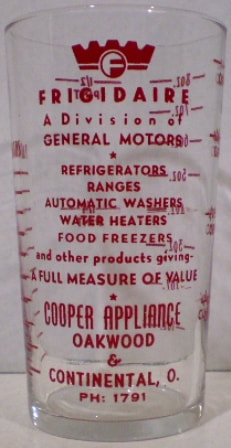 F
FRIGIDAIRE
A Division of
GENERAL MOTORS
REFRIGERATORS
RANGES
AUTOMATIC WASHERS
WATER HEATERS
FOOD FREEZERS
and other products giving-
A FULL MEASURE OF VALUE
COOPER APPLIANCE
OAKWOOD
&
CONTINENTAL, O.
PH: 1791